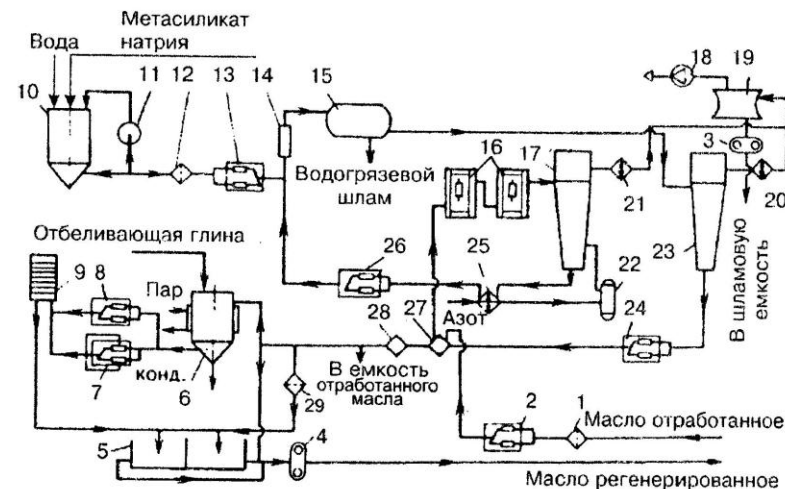 Метасиликат
натрия
Вода
10
11
12
13
14
15
16
17
18
19
3
20
21
Водогрязевой
шлам
Отбеливающая глина
26
25
22
23
В шламовую
емкость
9
8
Пар
28
27
Азот
24
7
конд.
6
В емкость
отработанного
масла
29
2
1
Масло отработанное
5
4
Масло регенерированное